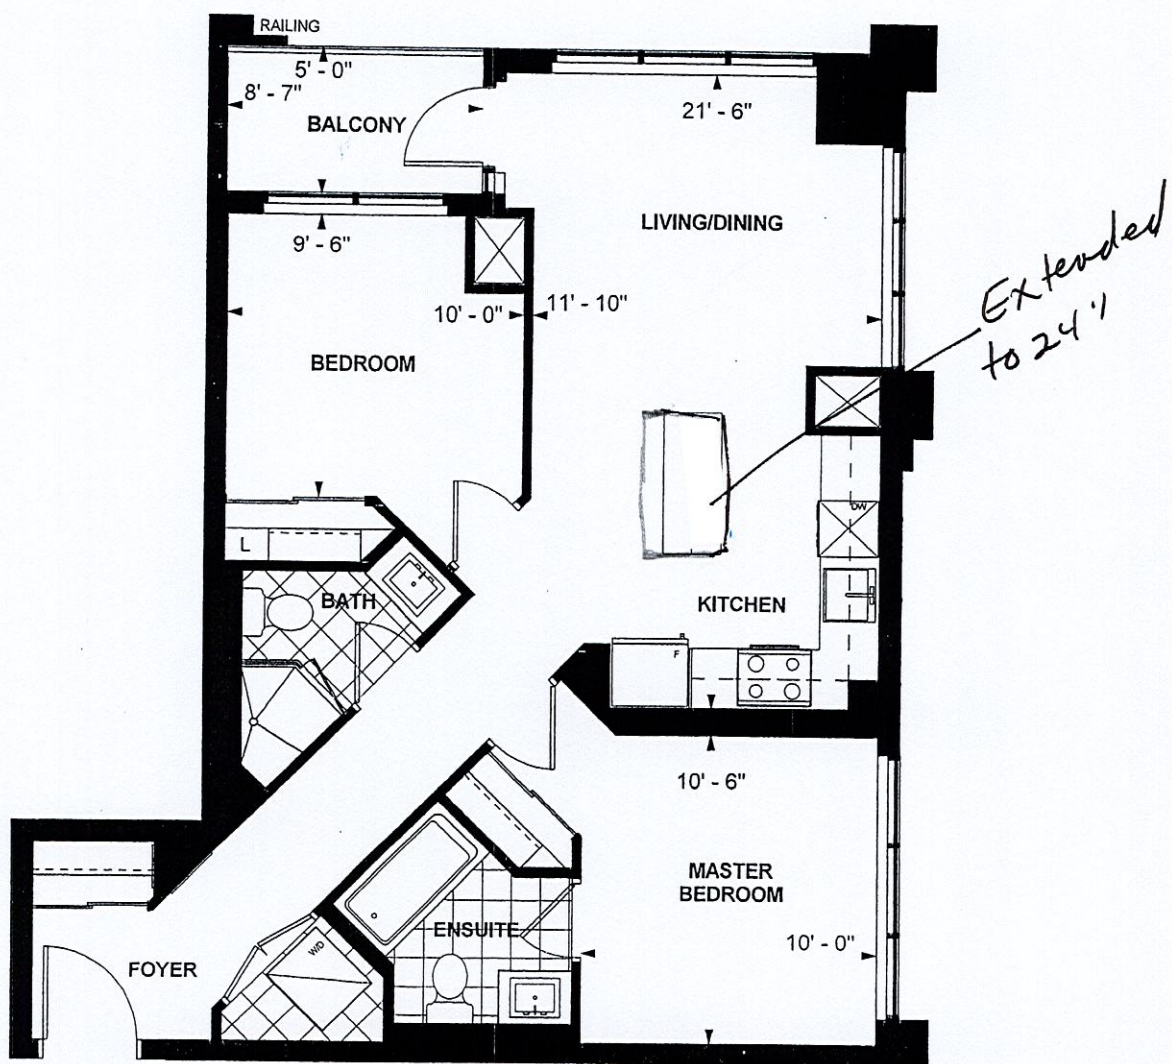 RAILING
5' - 0"
8' - 7"
BALCONY
21' - 6"
LIVING/DINING
9' - 6"
10' - 0"
11' - 10"
Extended
to 24"
BEDROOM
DW
L
BATH
KITCHEN
F
10' - 6"
MASTER
BEDROOM
ENSUITE
10' - 0"
W/D
FOYER